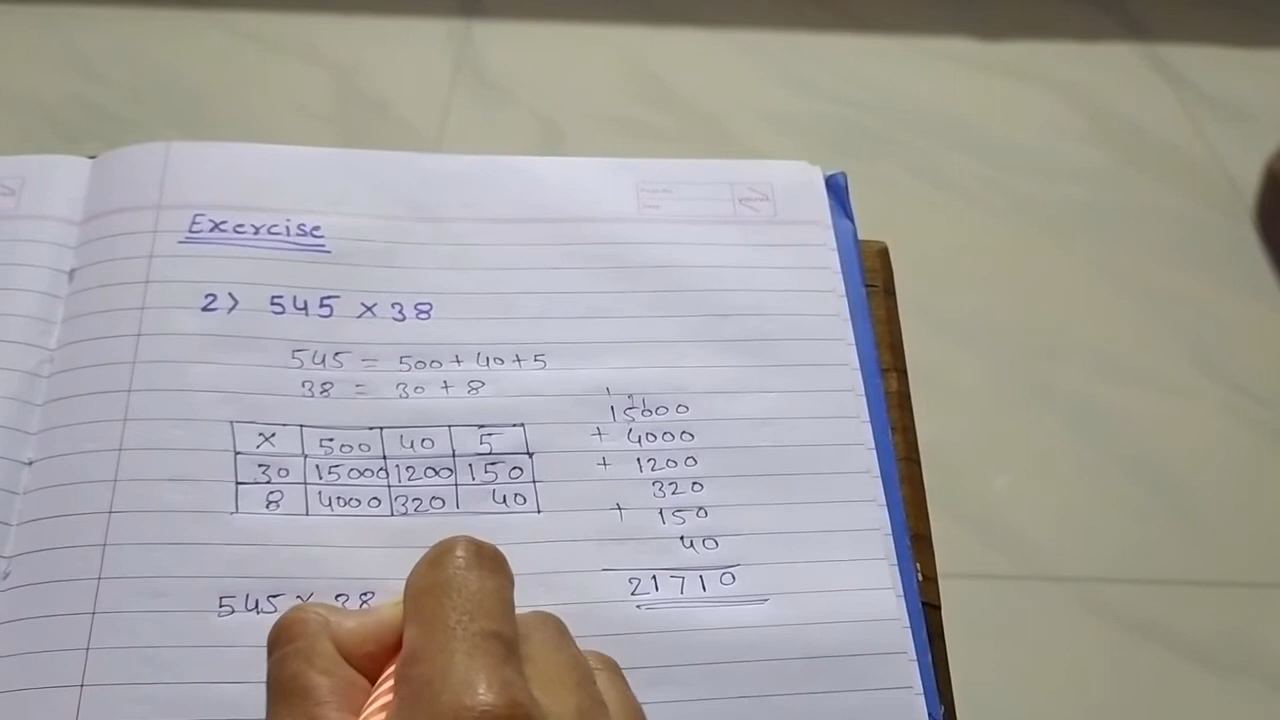 Exercise
2) 545 × 38
545 = 500 + 40 + 5
38 = 30 + 8
× 500 40 5
30 15000 1200 150
8 4000 320 40
15000
+ 4000
+ 1200
320
+ 150
40
21710
545 × 38